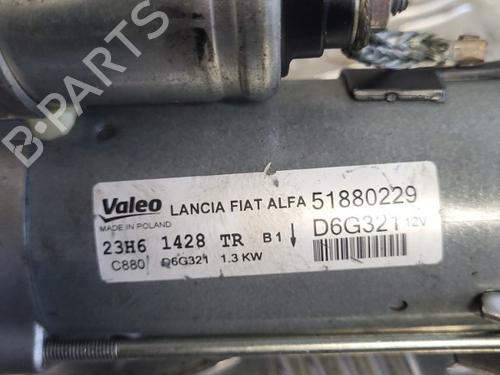 B-PARTS
Valeo LANCIA FIAT ALFA 51880229
MADE IN POLAND D6G321 12V
23H6 1428 TR B1↓
C880 D6G321 1.3 KW